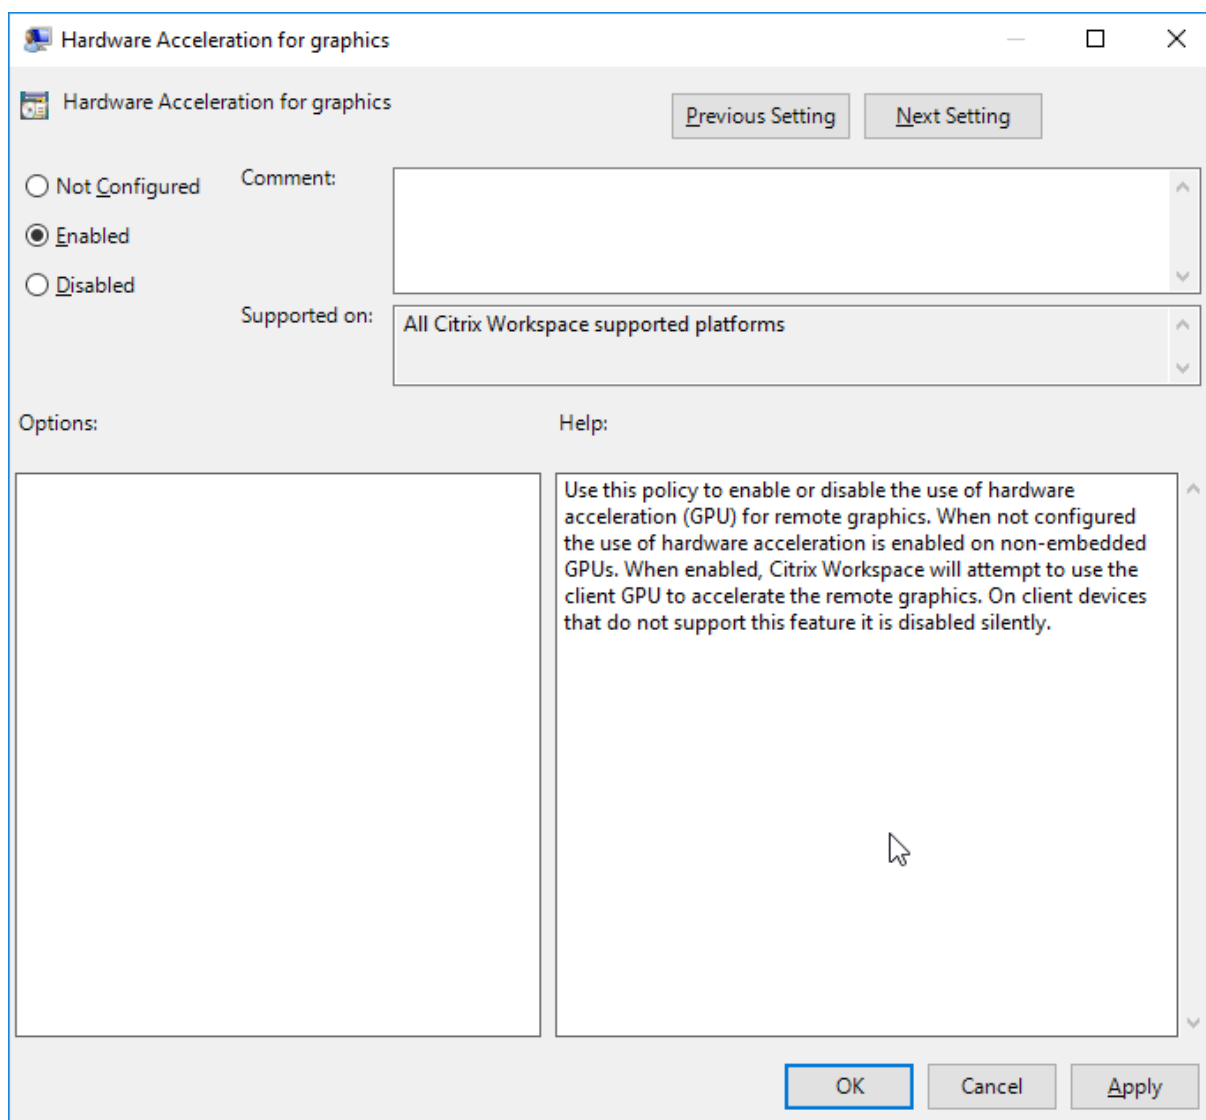 Hardware Acceleration for graphics
Hardware Acceleration for graphics
Previous Setting
Next Setting
Not Configured
Comment:
Enabled
Disabled
Supported on:
All Citrix Workspace supported platforms
Options:
Help:
Use this policy to enable or disable the use of hardware
acceleration (GPU) for remote graphics. When not configured
the use of hardware acceleration is enabled on non-embedded
GPUs. When enabled, Citrix Workspace will attempt to use the
client GPU to accelerate the remote graphics. On client devices
that do not support this feature it is disabled silently.
OK
Cancel
Apply